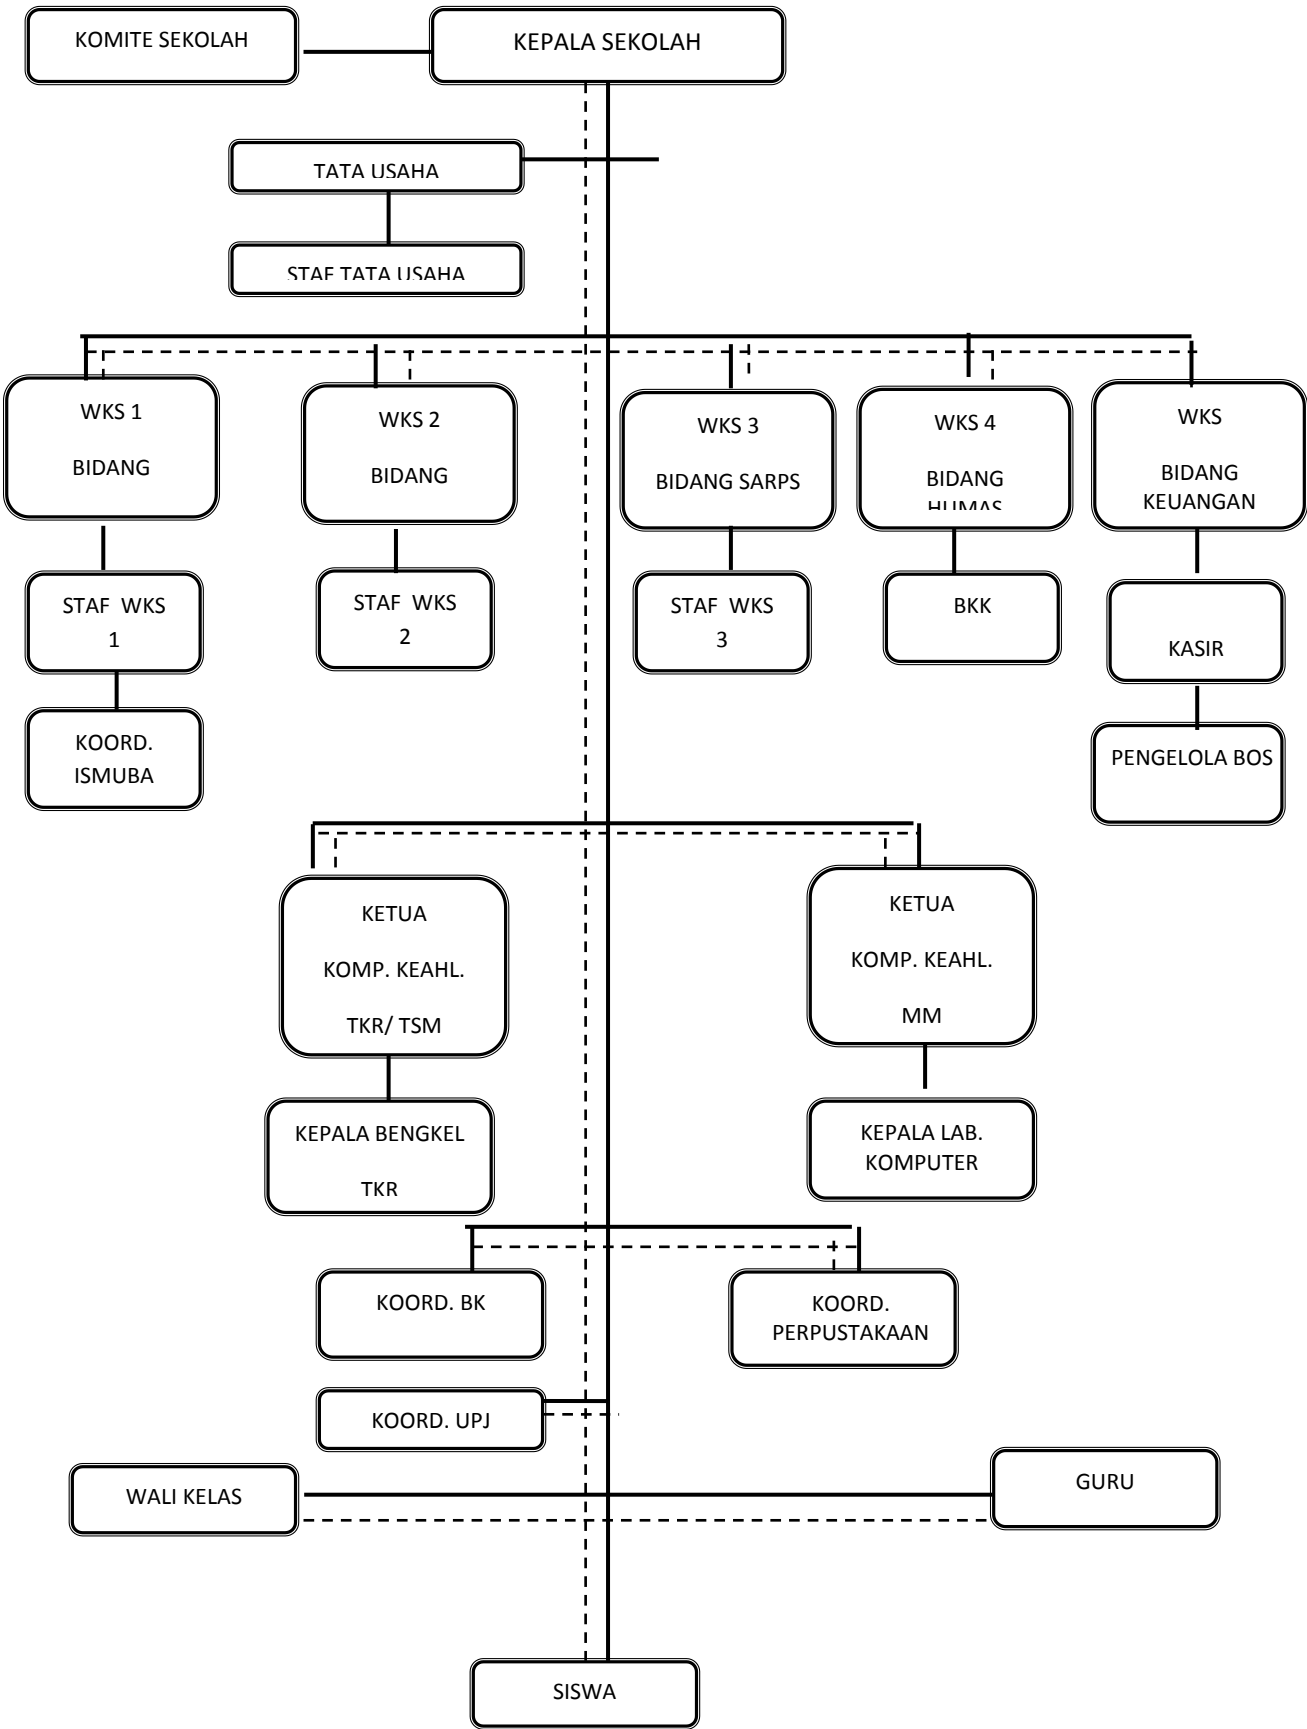 KOMITE SEKOLAH
KEPALA SEKOLAH
TATA USAHA
STAF TATA USAHA
WKS 1
BIDANG
WKS 2
BIDANG
WKS 3
BIDANG SARPS
WKS 4
BIDANG
HUMAS
WKS
BIDANG
KEUANGAN
STAF WKS
1
STAF WKS
2
STAF WKS
3
BKK
KASIR
KOORD.
ISMUBA
PENGELOLA BOS
KETUA
KOMP. KEAHL.
TKR/ TSM
KETUA
KOMP. KEAHL.
MM
KEPALA BENGKEL
TKR
KEPALA LAB.
KOMPUTER
KOORD. BK
KOORD.
PERPUSTAKAAN
KOORD. UPJ
WALI KELAS
GURU
SISWA